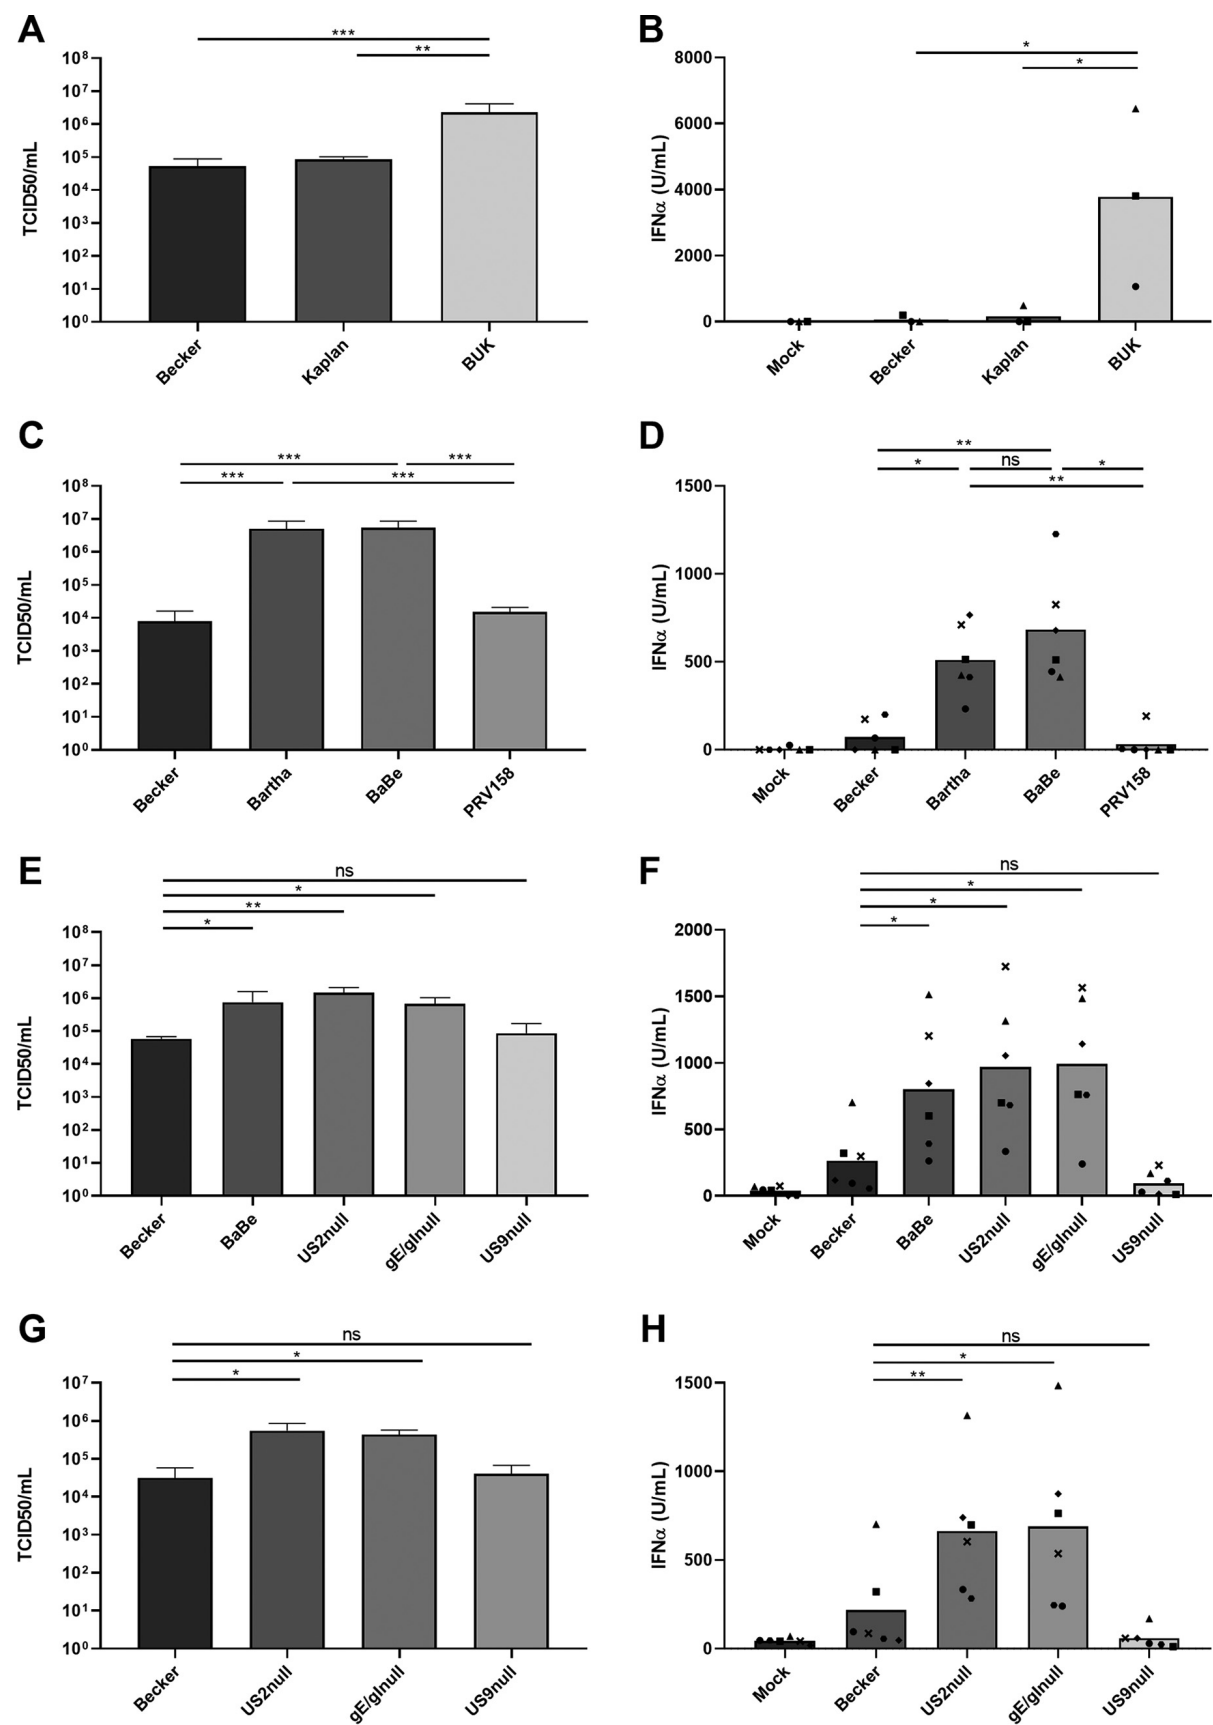 A
***
**
10⁸
10⁷
10⁶
10⁵
10⁴
10³
10²
10¹
10⁰
TCID50/mL
Becker
Kaplan
BUK
B
*
*
8000
6000
4000
2000
0
IFNα (U/mL)
Mock
Becker
Kaplan
BUK
C
***
***
***
***
10⁸
10⁷
10⁶
10⁵
10⁴
10³
10²
10¹
10⁰
TCID50/mL
Becker
Bartha
BaBe
PRV158
D
**
*
ns
*
**
1500
1000
500
0
IFNα (U/mL)
Mock
Becker
Bartha
BaBe
PRV158
E
ns
*
**
*
10⁸
10⁷
10⁶
10⁵
10⁴
10³
10²
10¹
10⁰
TCID50/mL
Becker
BaBe
US2null
gE/gInull
US9null
F
ns
*
*
*
2000
1500
1000
500
0
IFNα (U/mL)
Mock
Becker
BaBe
US2null
gE/gInull
US9null
G
ns
*
*
10⁷
10⁶
10⁵
10⁴
10³
10²
10¹
10⁰
TCID50/mL
Becker
US2null
gE/gInull
US9null
H
ns
*
**
1500
1000
500
0
IFNα (U/mL)
Mock
Becker
US2null
gE/gInull
US9null